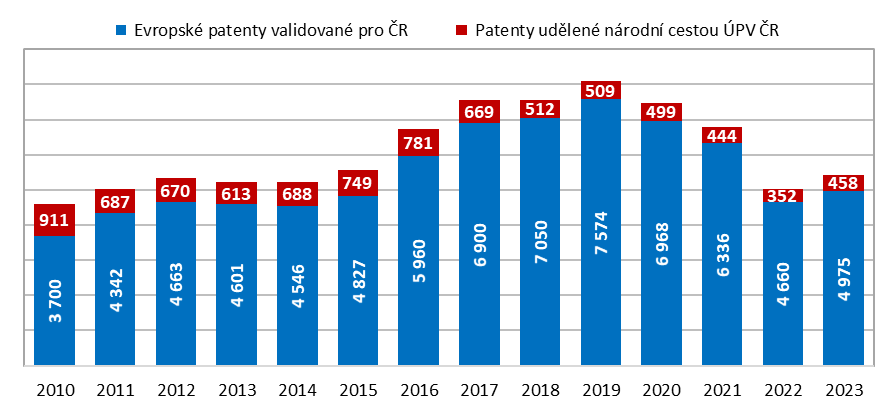 Evropské patenty validované pro ČR Patenty udělené národní cestou ÚPV ČR
911 687 670 613 688 749 781 669 512 509 499 444 352 458
3 700 4 342 4 663 4 601 4 546 4 827 5 960 6 900 7 050 7 574 6 968 6 336 4 660 4 975
2010 2011 2012 2013 2014 2015 2016 2017 2018 2019 2020 2021 2022 2023